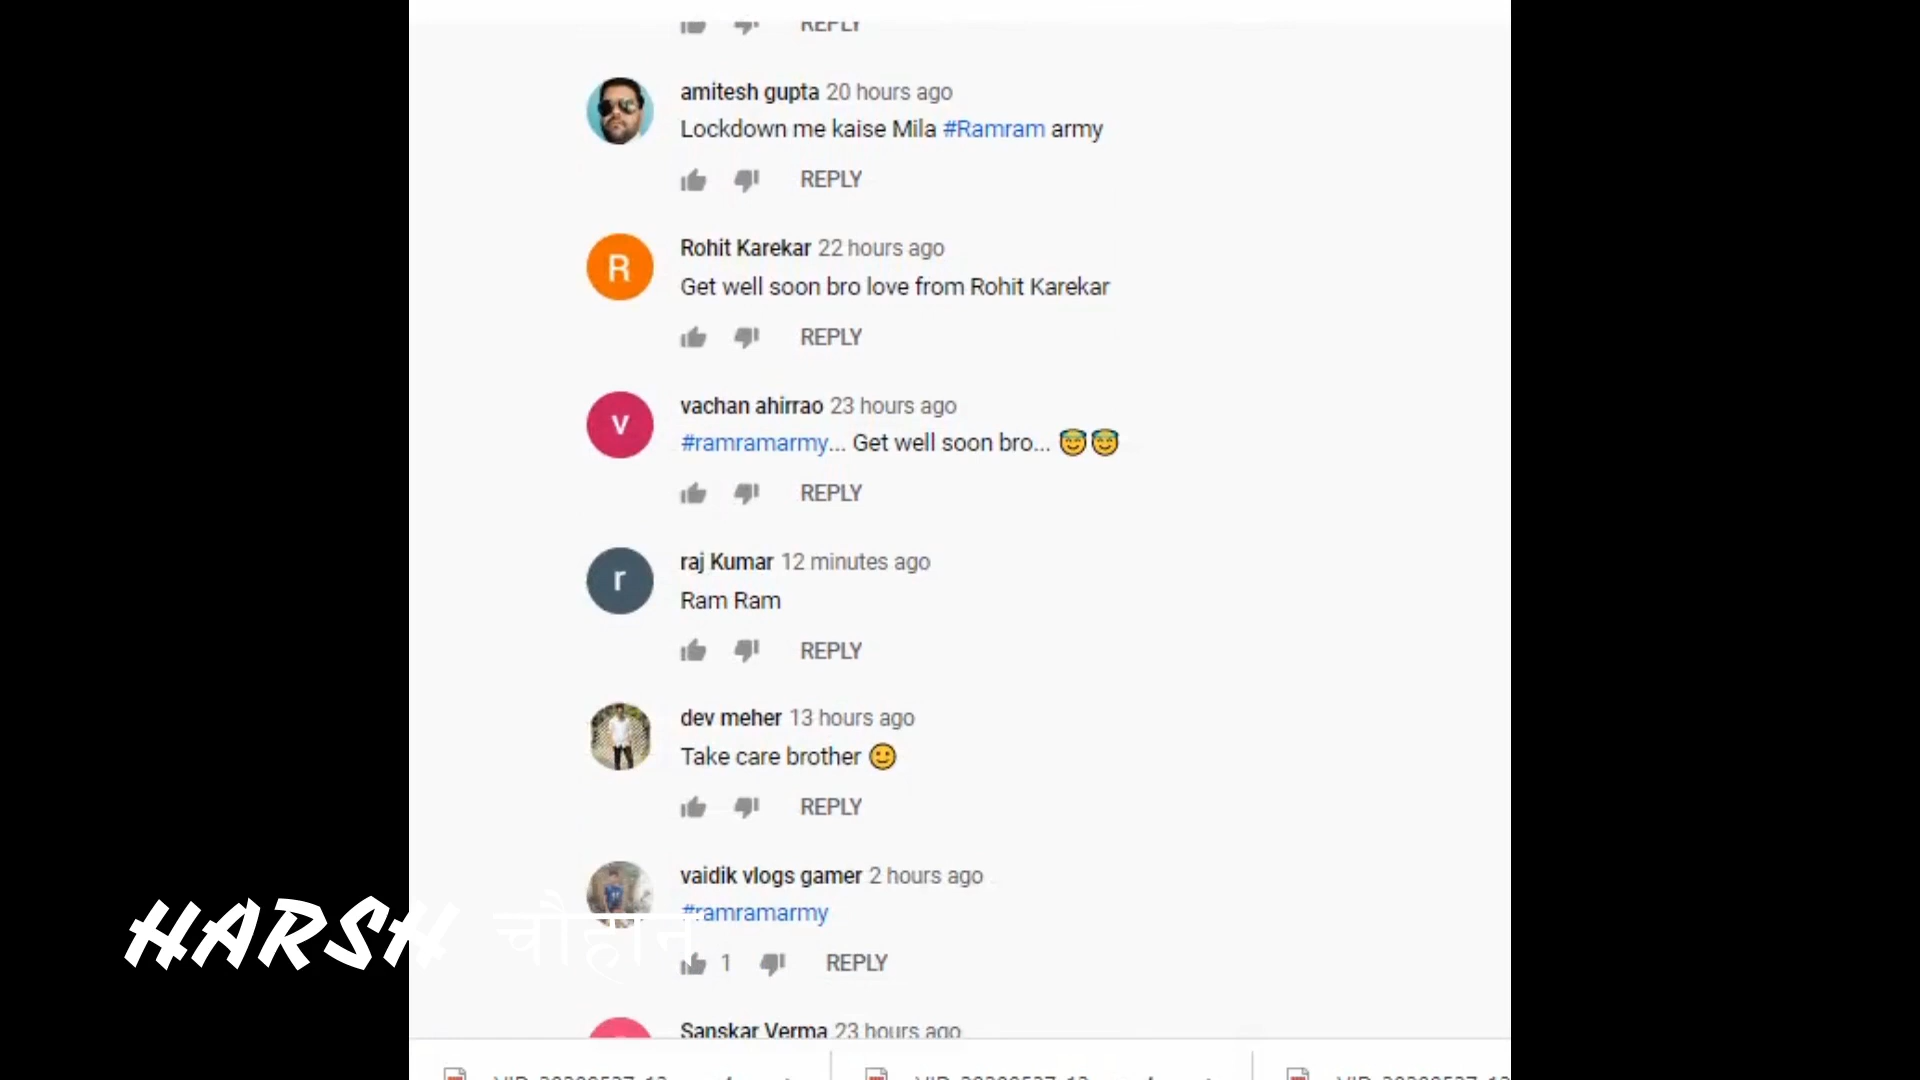 REPLY
amitesh gupta 20 hours ago
Lockdown me kaise Mila #Ramram army
REPLY
Rohit Karekar 22 hours ago
Get well soon bro love from Rohit Karekar
REPLY
vachan ahirrao 23 hours ago
#ramramarmy... Get well soon bro... 😇😇
REPLY
raj Kumar 12 minutes ago
Ram Ram
REPLY
dev meher 13 hours ago
Take care brother 🙂
REPLY
vaidik vlogs gamer 2 hours ago
#ramramarmy
HARSH चौहान
1 REPLY
Sanskar Verma 23 hours ago